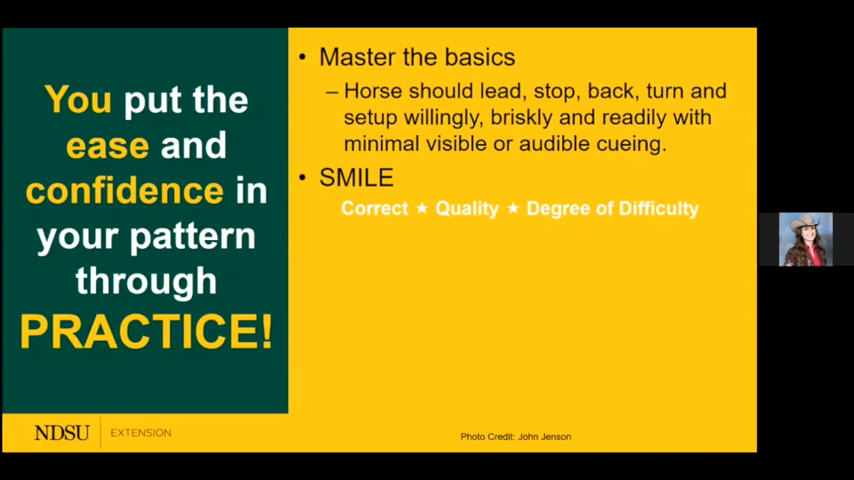 You put the
ease and
confidence in
your pattern
through
PRACTICE!
• Master the basics
– Horse should lead, stop, back, turn and
setup willingly, briskly and readily with
minimal visible or audible cueing.
• SMILE
Correct ★ Quality ★ Degree of Difficulty
NDSU EXTENSION
Photo Credit: John Jenson